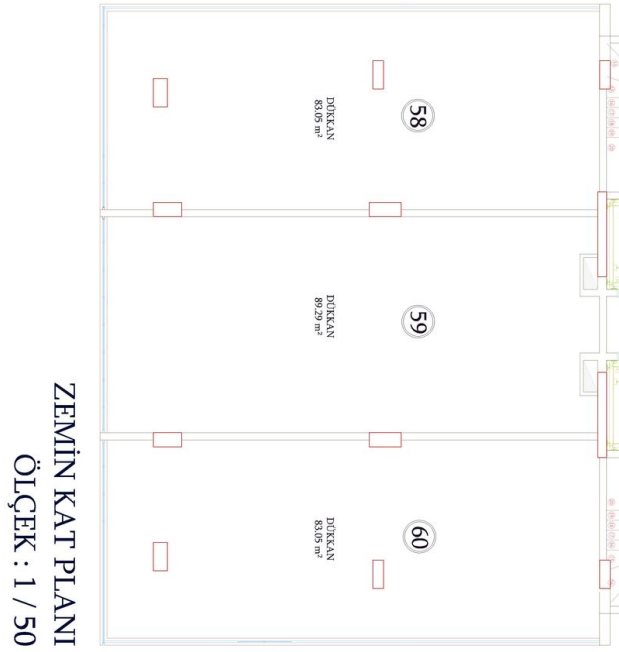 58
DÜKKAN
83.05 m²
59
DÜKKAN
89.29 m²
60
DÜKKAN
83.05 m²
ZEMİN KAT PLANI
ÖLÇEK : 1 / 50